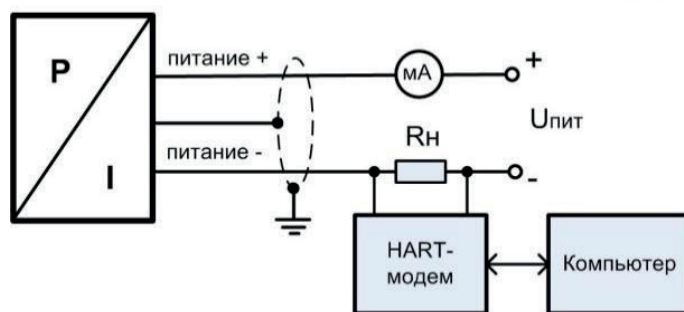 P
питание +
мА
+
Uпит
питание -
Rн
-
I
HART-
модем
Компьютер